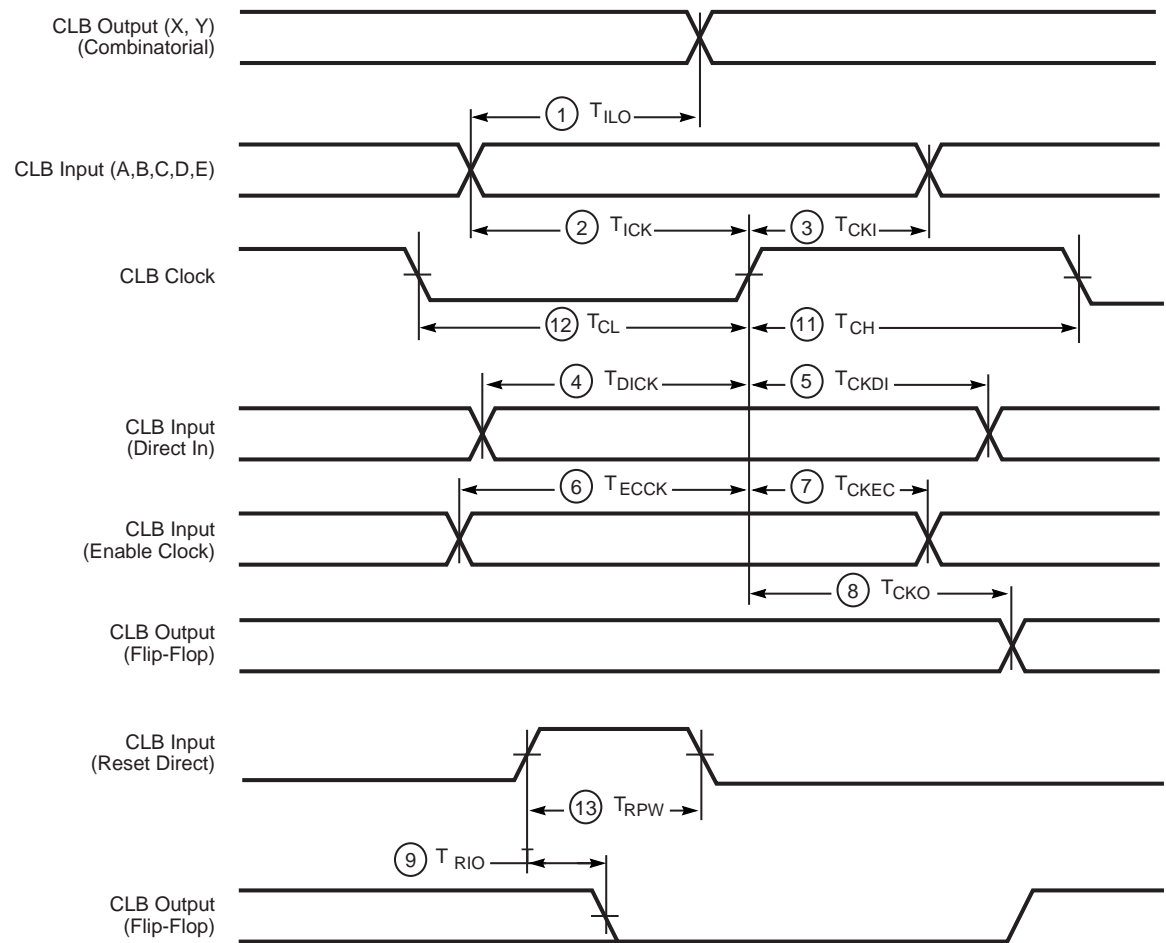 CLB Output (X, Y)
(Combinatorial)
1 TILO
CLB Input (A,B,C,D,E)
2 TICK
3 TCKI
CLB Clock
12 TCL
11 TCH
4 TDICK
5 TCKDI
CLB Input
(Direct In)
6 TECCK
7 TCKEC
CLB Input
(Enable Clock)
8 TCKO
CLB Output
(Flip-Flop)
CLB Input
(Reset Direct)
13 TRPW
9 T RIO
T
CLB Output
(Flip-Flop)